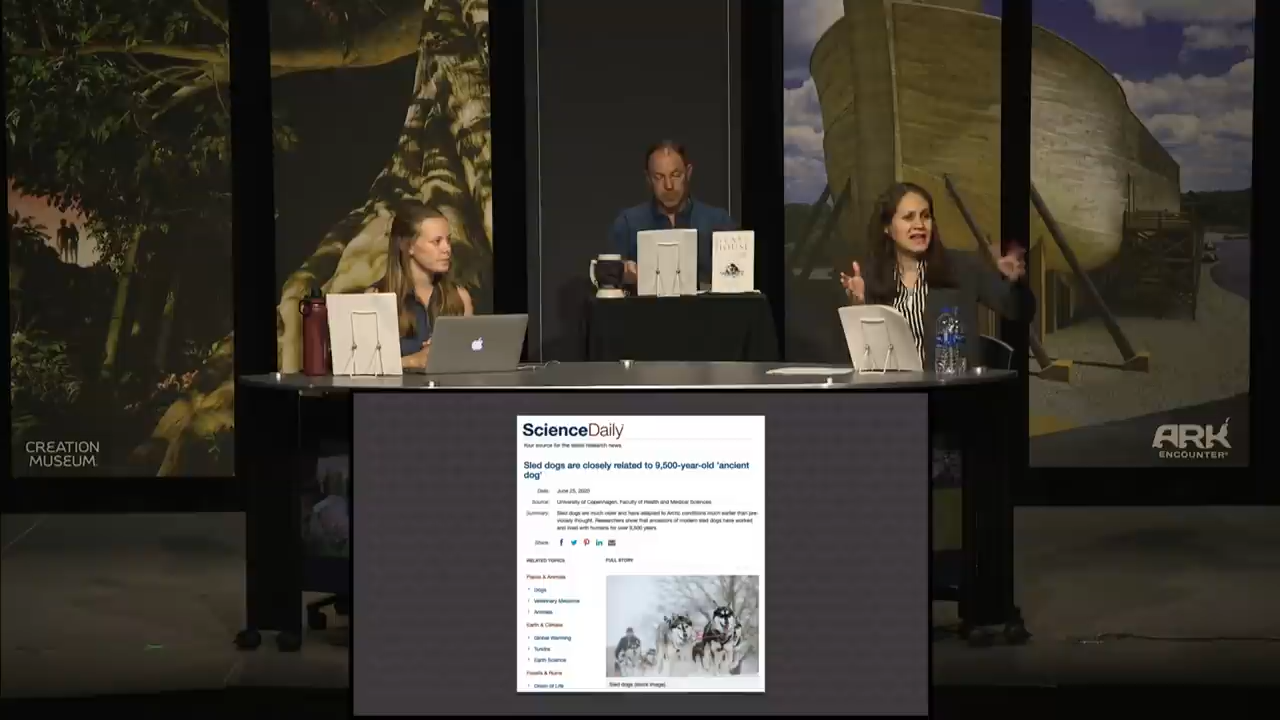 CREATION
MUSEUM
ARK
ENCOUNTER
ScienceDaily
Your source for the latest research news
Sled dogs are closely related to 9,500-year-old 'ancient
dog'
Date: June 25, 2020
Source: University of Copenhagen, Faculty of Health and Medical Sciences
Summary: Sled dogs are much older and have adapted to Arctic conditions much earlier than pre-
viously thought. Researchers show that ancestors of modern sled dogs have worked
and lived with humans for over 9,500 years.
Share:
RELATED TOPICS
FULL STORY
Plants & Animals
Dogs
Veterinary Medicine
Animals
Earth & Climate
Global Warming
Tundra
Earth Science
Fossils & Ruins
Origin of Life
Sled dogs (stock image).